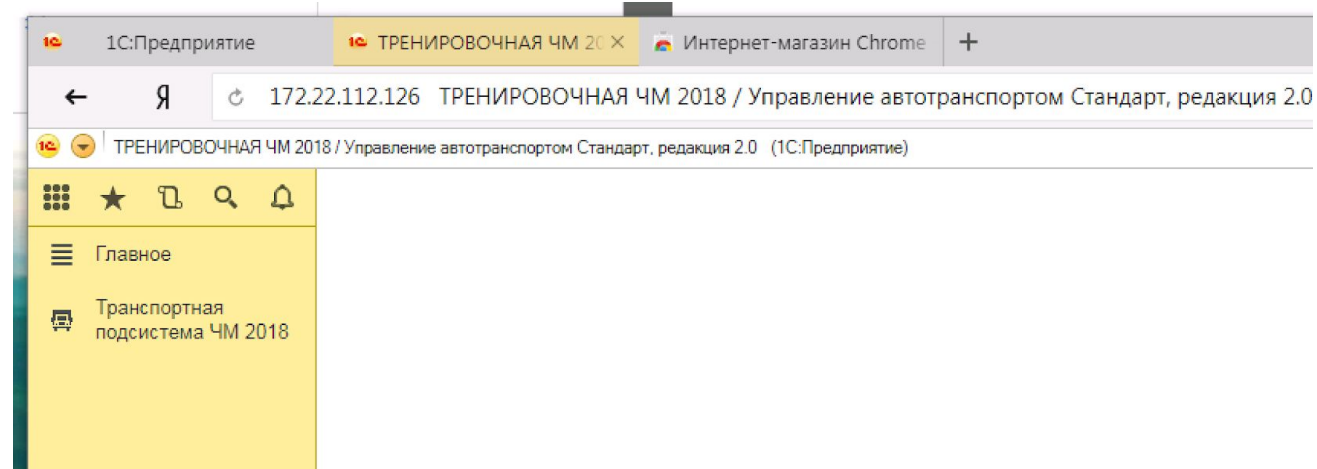 1С:Предприятие
ТРЕНИРОВОЧНАЯ ЧМ 20
Интернет-магазин Chrome
Я 172.22.112.126 ТРЕНИРОВОЧНАЯ ЧМ 2018 / Управление автотранспортом Стандарт, редакция 2.0
ТРЕНИРОВОЧНАЯ ЧМ 2018 / Управление автотранспортом Стандарт, редакция 2.0 (1С:Предприятие)
Главное
Транспортная
подсистема ЧМ 2018